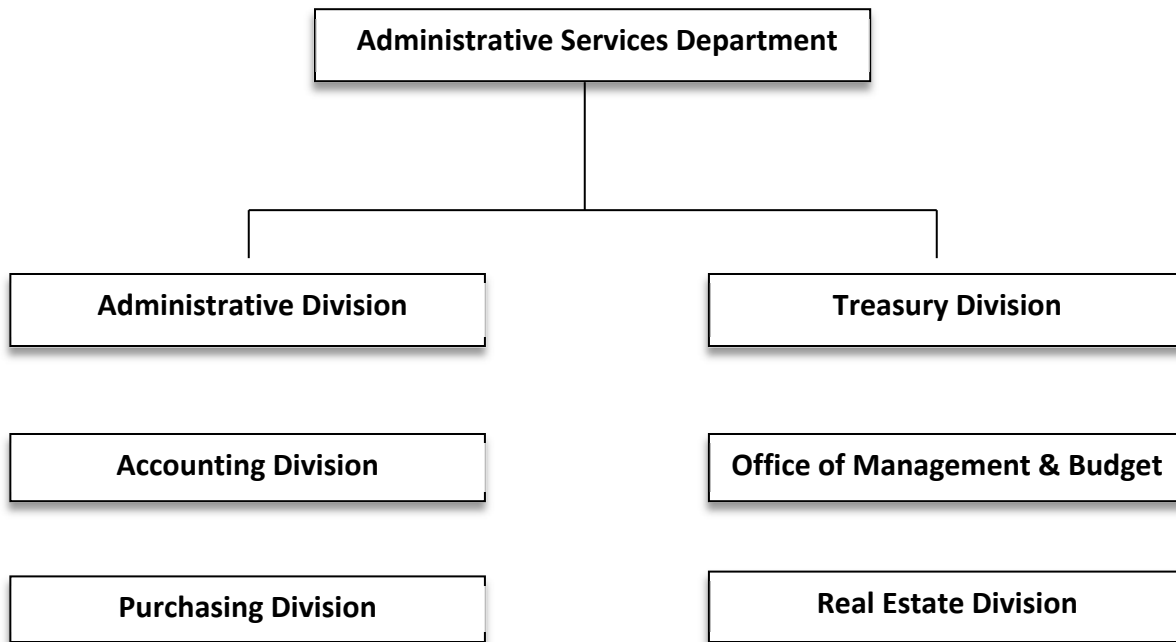 Administrative Services Department
Administrative Division
Treasury Division
Accounting Division
Office of Management & Budget
Purchasing Division
Real Estate Division